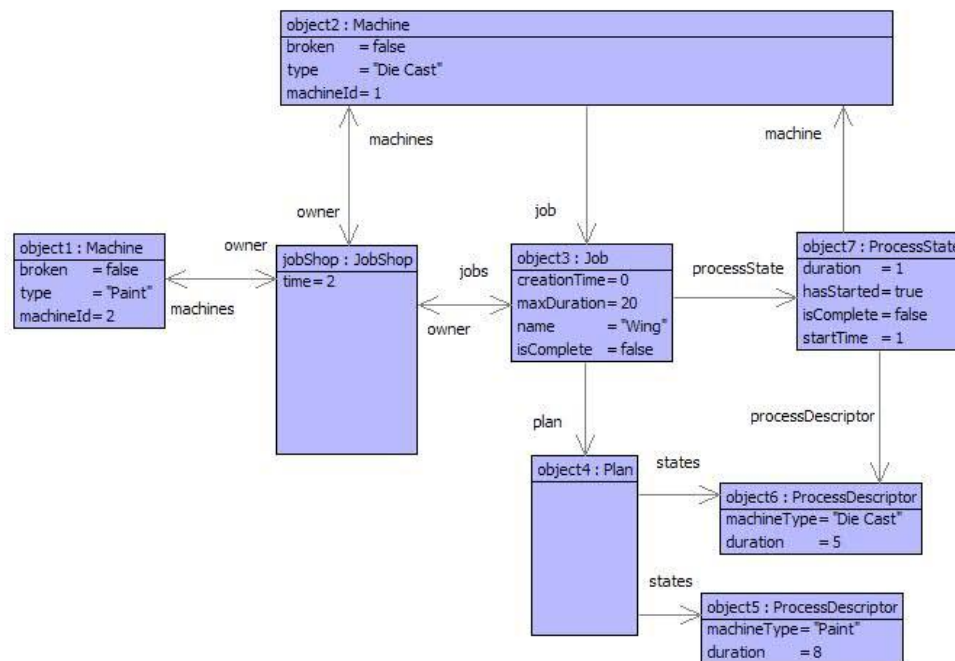 object2 : Machine
broken = false
type = "Die Cast"
machineId = 1
machines
machine
owner
job
object1 : Machine
broken = false
type = "Paint"
machineId = 2
owner
machines
jobShop : JobShop
time = 2
jobs
owner
object3 : Job
creationTime = 0
maxDuration = 20
name = "Wing"
isComplete = false
processState
object7 : ProcessState
duration = 1
hasStarted = true
isComplete = false
startTime = 1
plan
processDescriptor
object4 : Plan
states
object6 : ProcessDescriptor
machineType = "Die Cast"
duration = 5
states
object5 : ProcessDescriptor
machineType = "Paint"
duration = 8